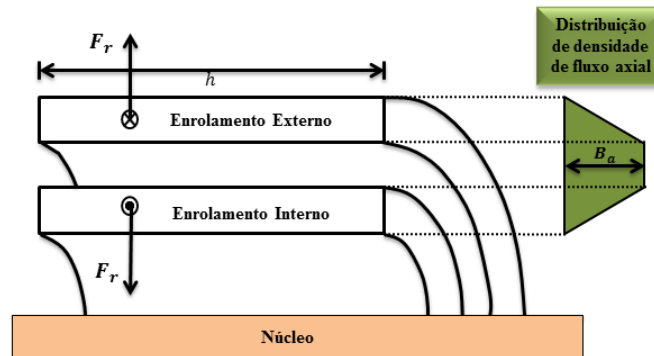 Distribuição
de densidade
de fluxo axial
F_r
h
Enrolamento Externo
B_a
Enrolamento Interno
F_r
Núcleo